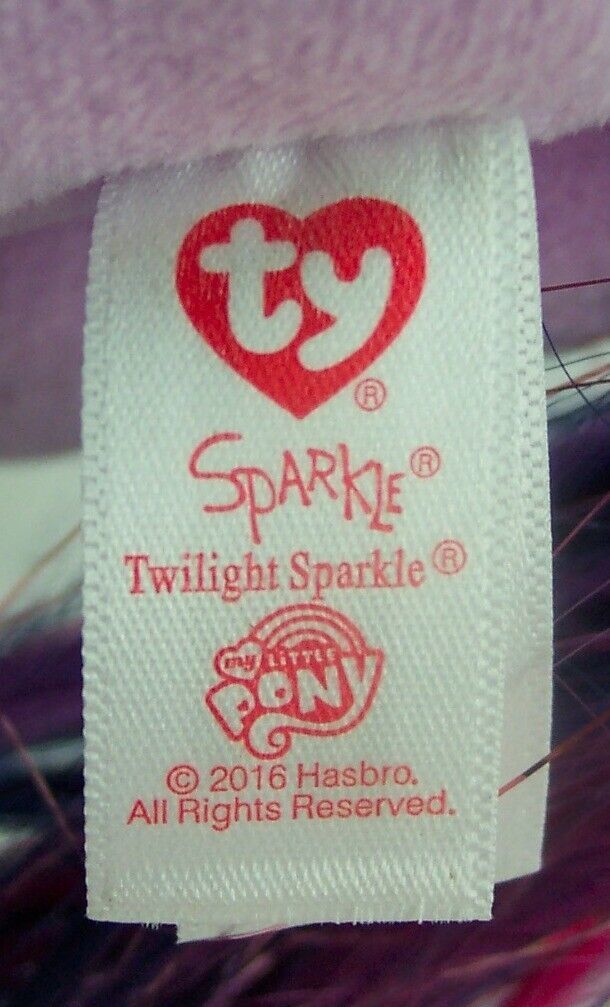 ty®
Sparkle®
Twilight Sparkle®
my LITTLE
PONY
© 2016 Hasbro.
All Rights Reserved.